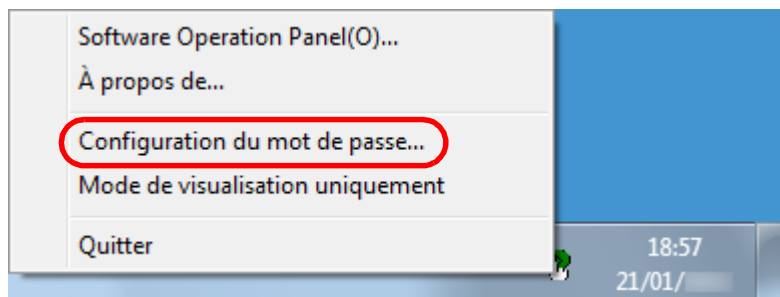 Software Operation Panel(O)...
À propos de...
Configuration du mot de passe...
Mode de visualisation uniquement
Quitter
18:57
21/01/